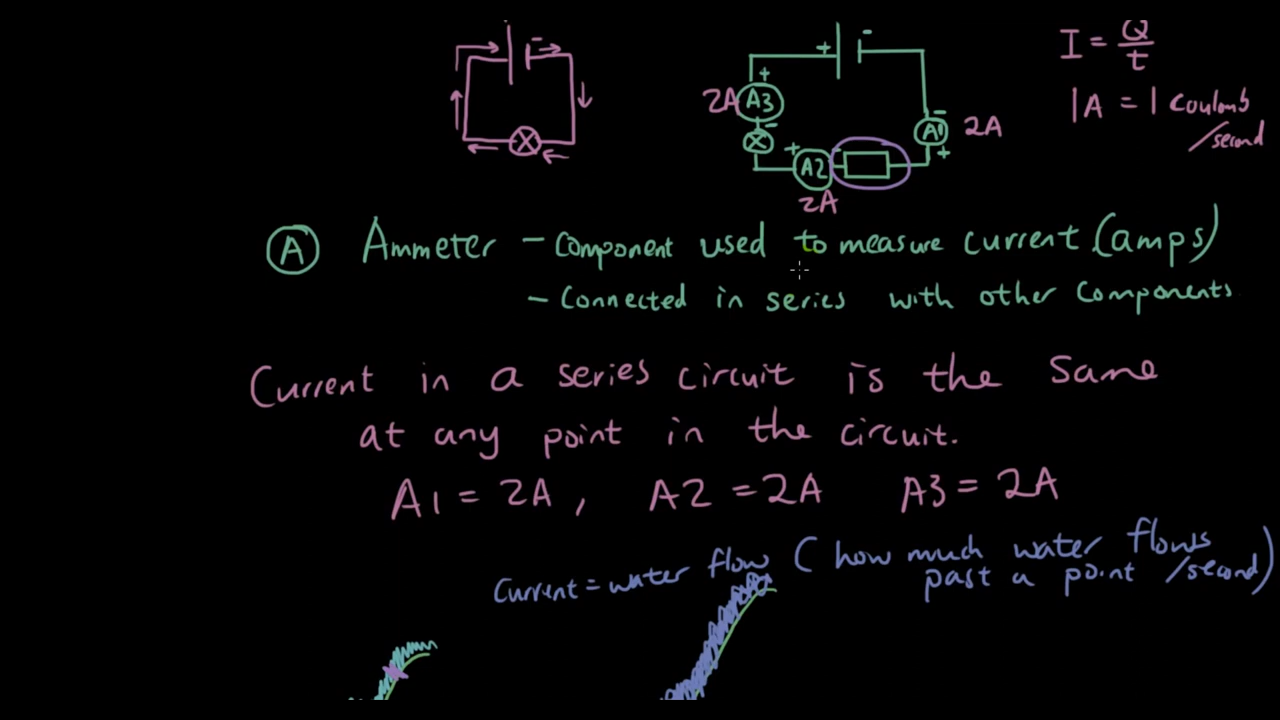 I = Q/t
1A = 1 Coulomb
/second
+ -
+
2A A3
-
-
A1 2A
+
+ -
A2
2A
A Ammeter - Component used to measure current (amps)
- Connected in series with other components
Current in a series circuit is the same
at any point in the circuit.
A1 = 2A, A2 = 2A A3 = 2A
Current = water flow (how much water flows
past a point /second)